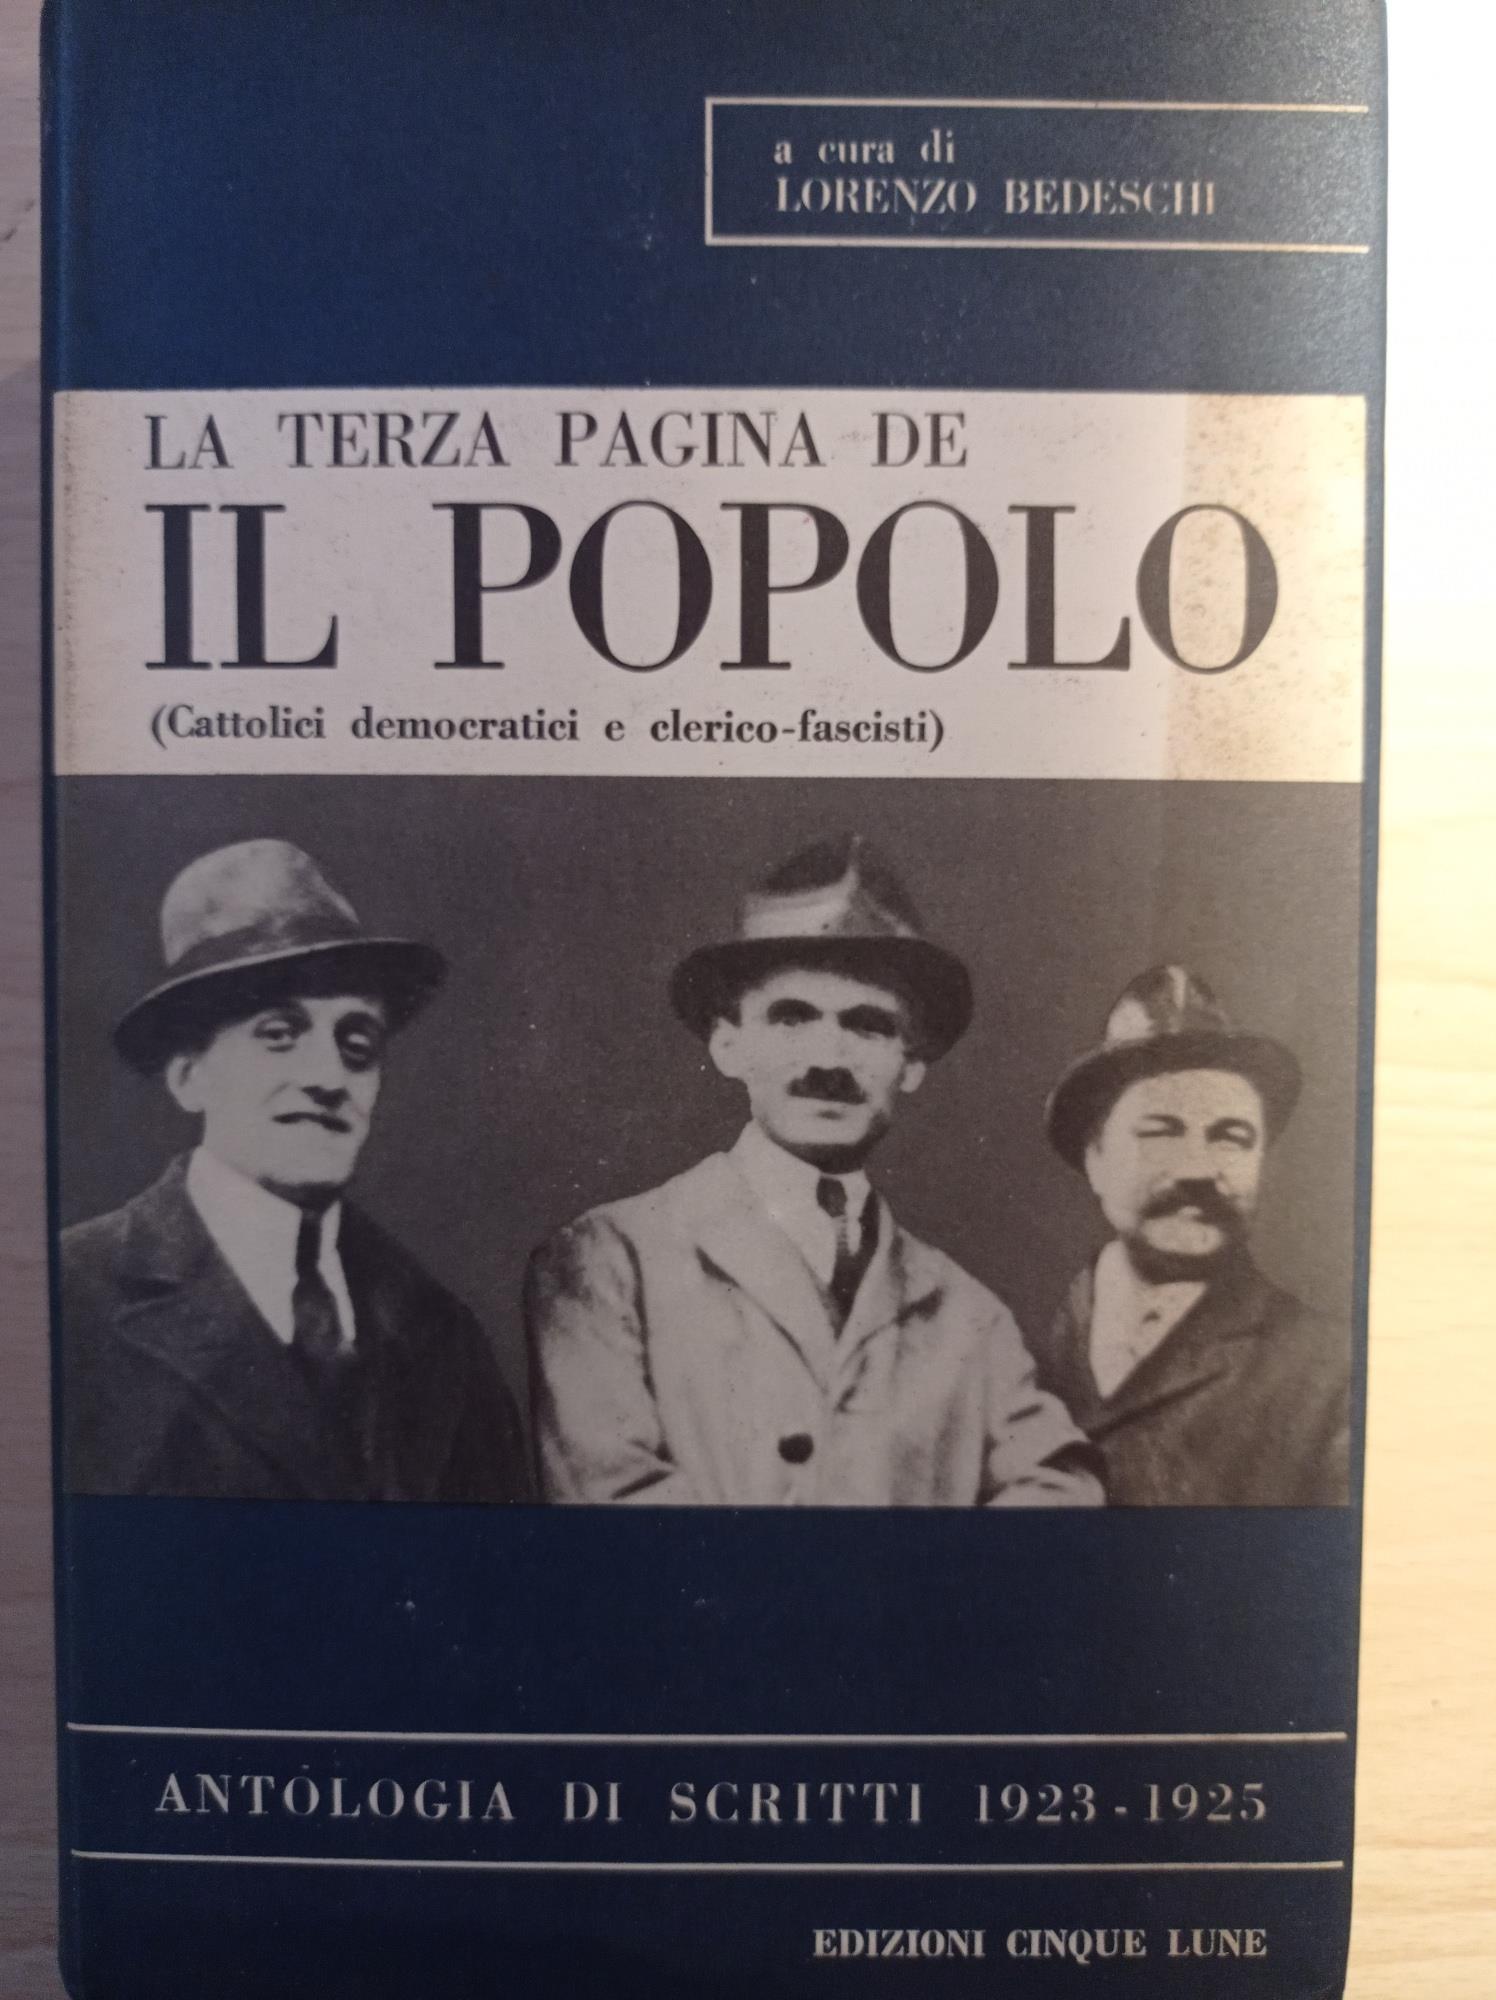 a cura di
LORENZO BEDESCHI
LA TERZA PAGINA DE
IL POPOLO
(Cattolici democratici e clerico-fascisti)
ANTOLOGIA DI SCRITTI 1923-1925
EDIZIONI CINQUE LUNE